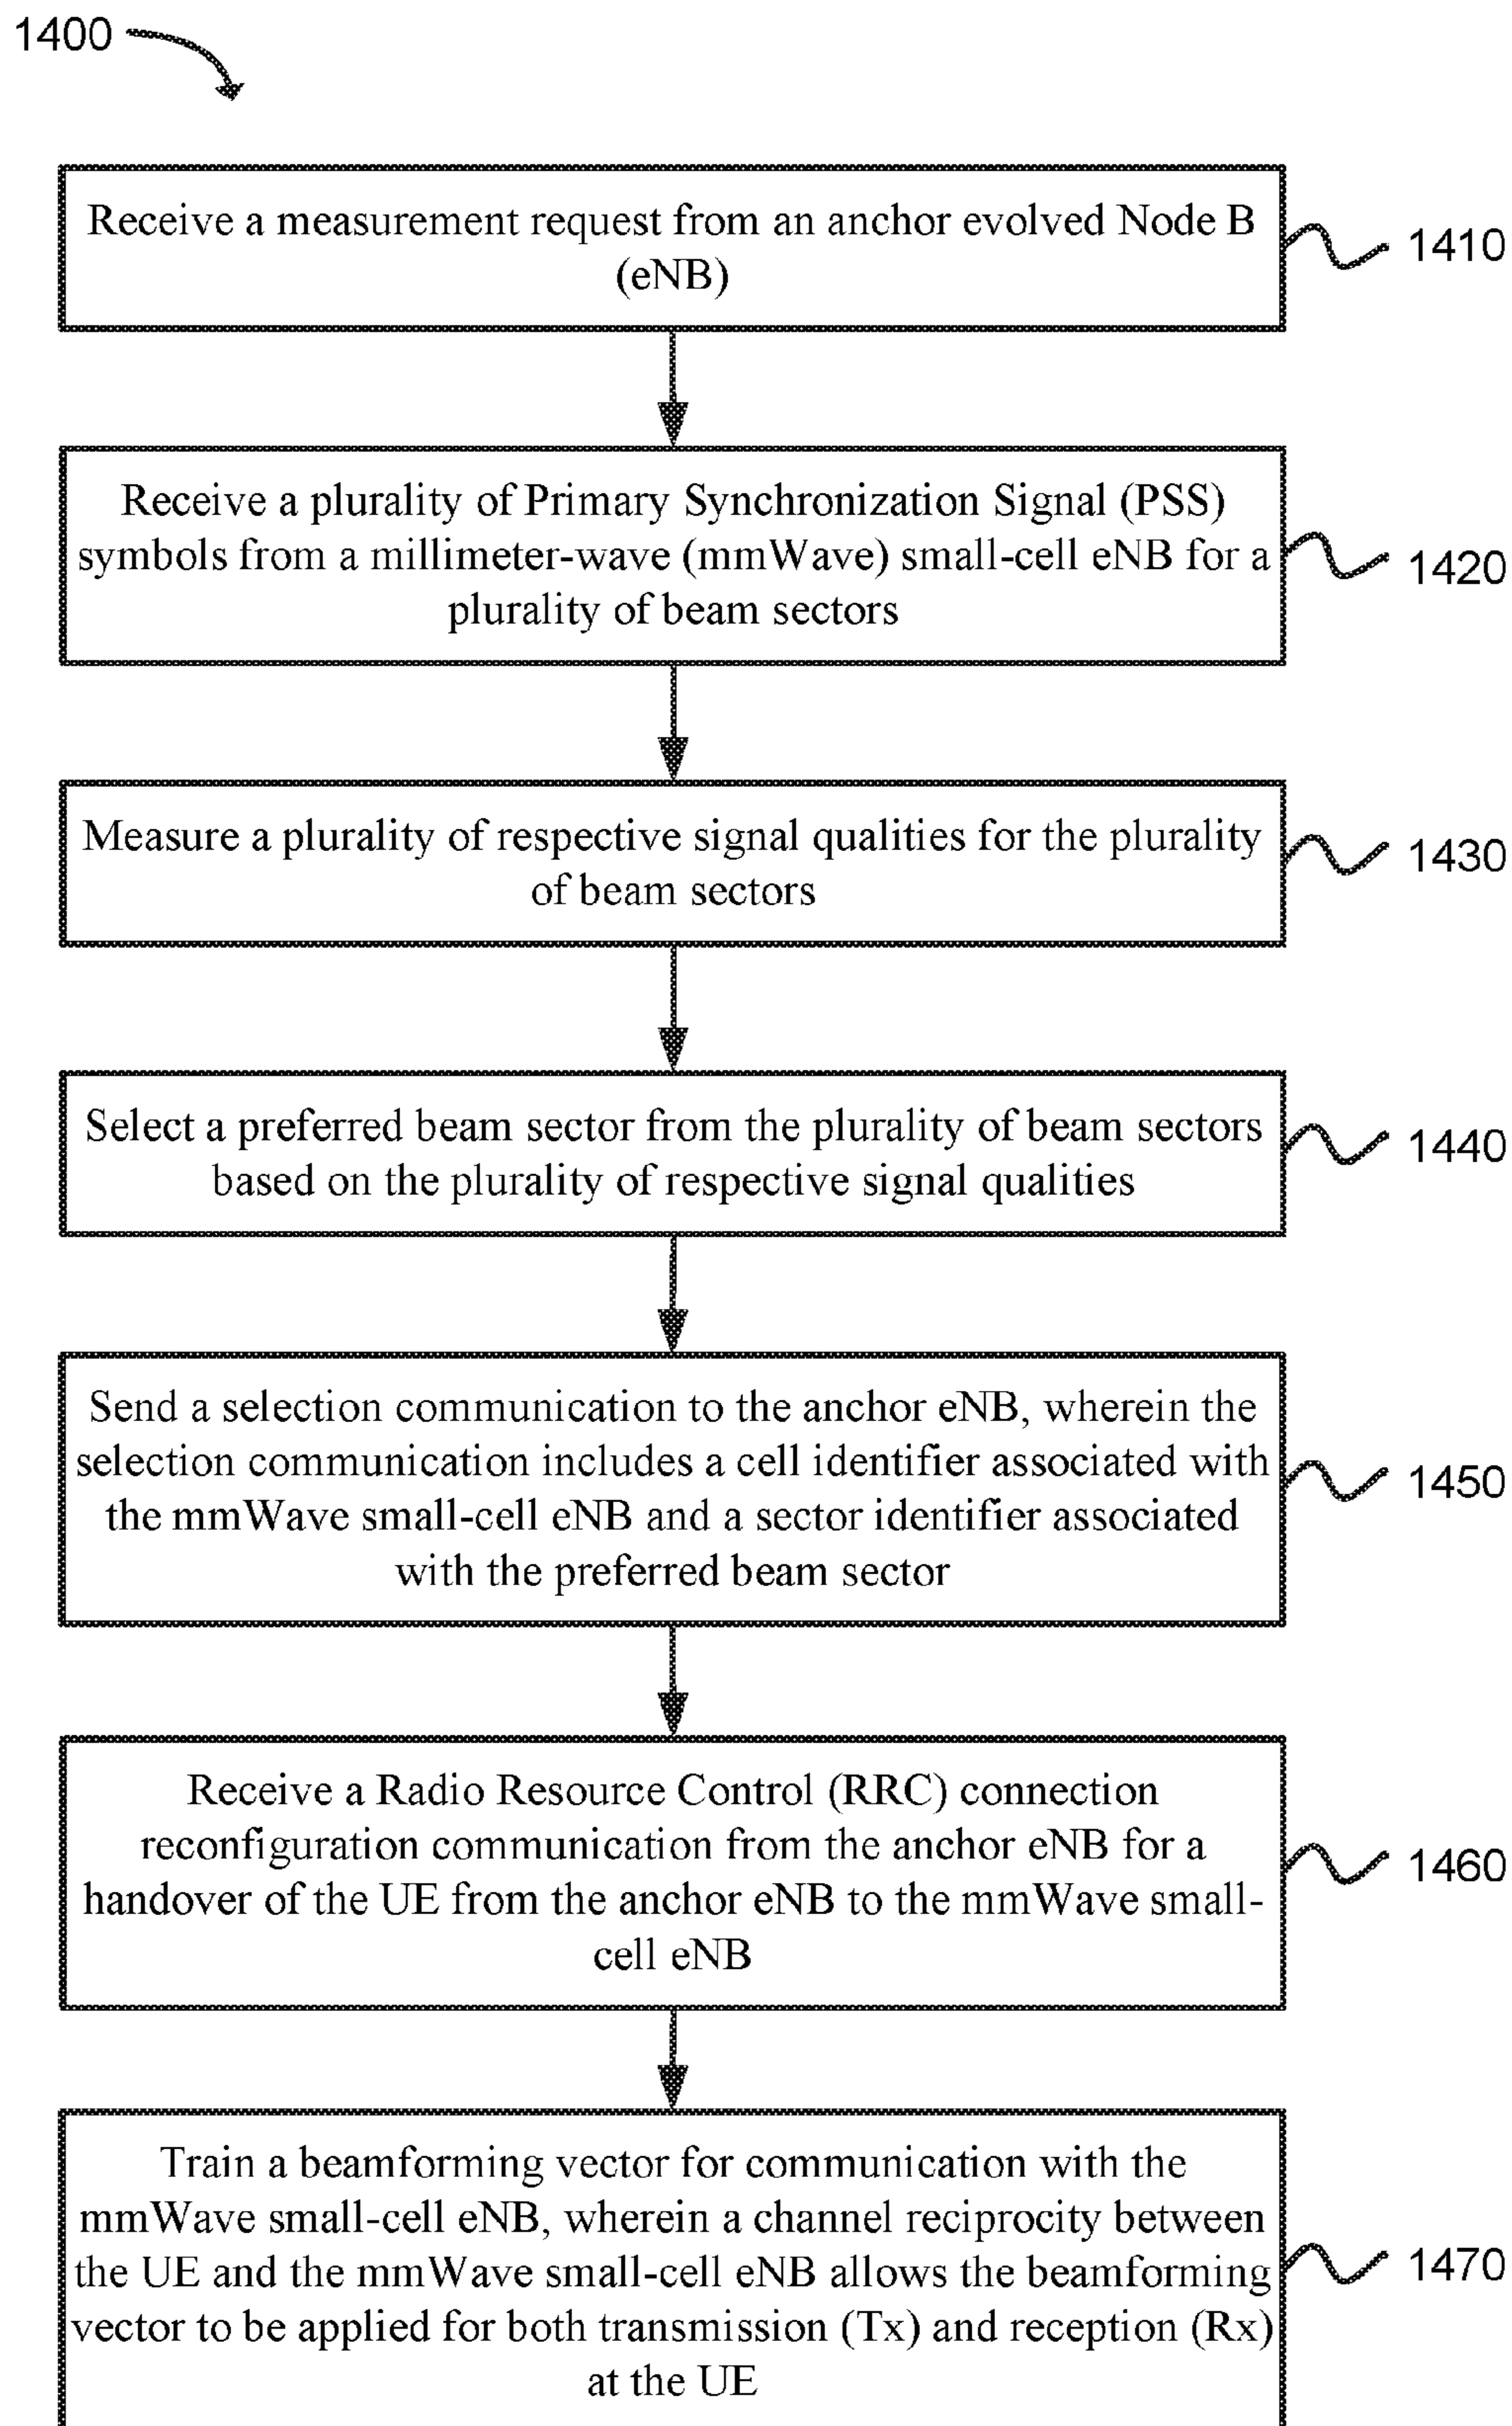 1400
Receive a measurement request from an anchor evolved Node B
(eNB)
1410
Receive a plurality of Primary Synchronization Signal (PSS)
symbols from a millimeter-wave (mmWave) small-cell eNB for a
plurality of beam sectors
1420
Measure a plurality of respective signal qualities for the plurality
of beam sectors
1430
Select a preferred beam sector from the plurality of beam sectors
based on the plurality of respective signal qualities
1440
Send a selection communication to the anchor eNB, wherein the
selection communication includes a cell identifier associated with
the mmWave small-cell eNB and a sector identifier associated
with the preferred beam sector
1450
Receive a Radio Resource Control (RRC) connection
reconfiguration communication from the anchor eNB for a
handover of the UE from the anchor eNB to the mmWave small-
cell eNB
1460
Train a beamforming vector for communication with the
mmWave small-cell eNB, wherein a channel reciprocity between
the UE and the mmWave small-cell eNB allows the beamforming
vector to be applied for both transmission (Tx) and reception (Rx)
at the UE
1470